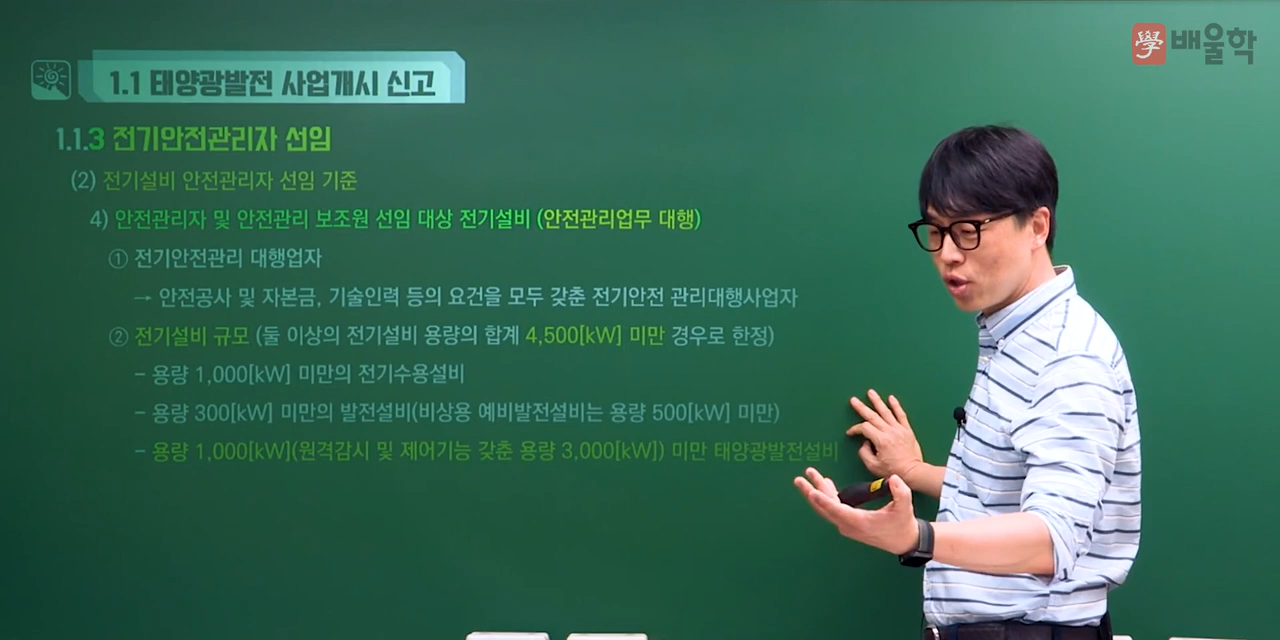 學 배울학
1.1 태양광발전 사업개시 신고
1.1.3 전기안전관리자 선임
(2) 전기설비 안전관리자 선임 기준
4) 안전관리자 및 안전관리 보조원 선임 대상 전기설비 (안전관리업무 대행)
① 전기안전관리 대행업자
→ 안전공사 및 자본금, 기술인력 등의 요건을 모두 갖춘 전기안전 관리대행사업자
② 전기설비 규모 (둘 이상의 전기설비 용량의 합계 4,500[kW] 미만 경우로 한정)
- 용량 1,000[kW] 미만의 전기수용설비
- 용량 300[kW] 미만의 발전설비(비상용 예비발전설비는 용량 500[kW] 미만)
- 용량 1,000[kW](원격감시 및 제어기능 갖춘 용량 3,000[kW]) 미만 태양광발전설비